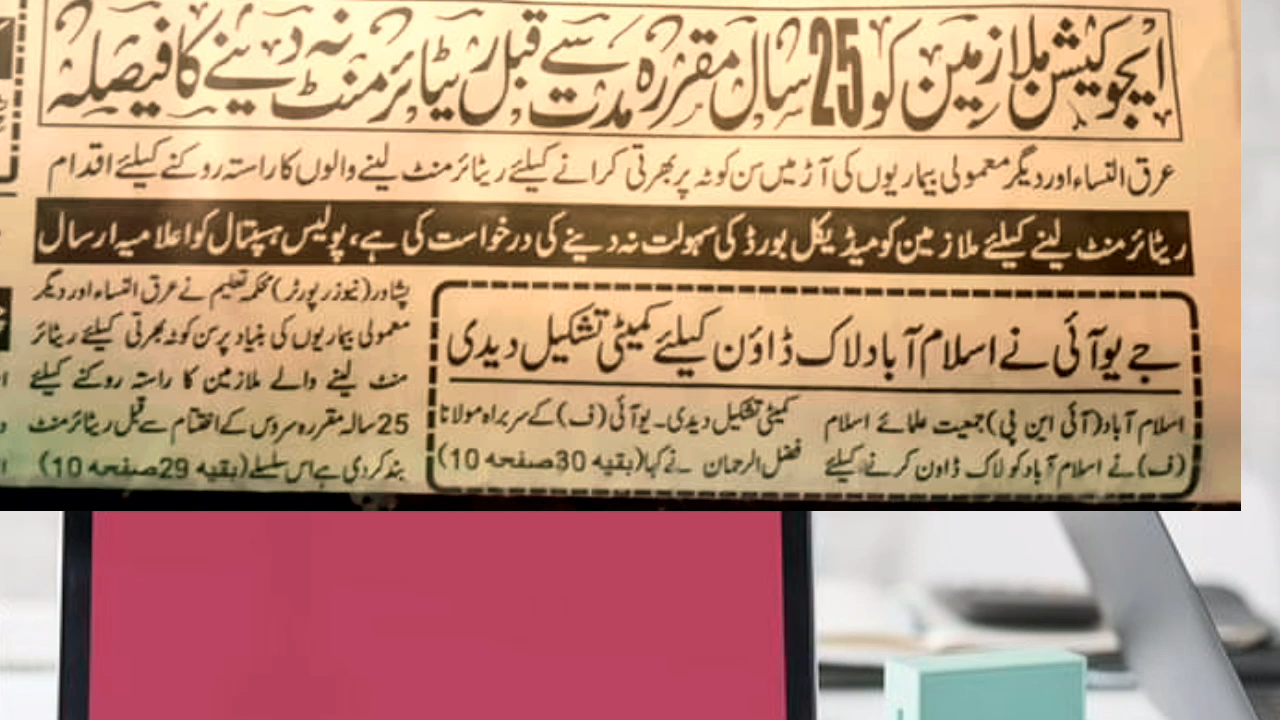 ایجوکیشن ملازمین کو 25 سال مقررہ مدت سے قبل ریٹائرمنٹ نہ دینے کا فیصلہ
عرق النساء اور دیگر معمولی بیماریوں کی آڑ میں سن کوٹہ پر بھرتی کرانے کیلئے ریٹائرمنٹ لینے والوں کا راستہ روکنے کیلئے اقدام
ریٹائرمنٹ لینے کیلئے ملازمین کو میڈیکل بورڈ کی سہولت نہ دینے کی درخواست کی ہے، پولیس ہسپتال کو اعلامیہ ارسال
پشاور (نیوز رپورٹر) محکمہ تعلیم نے عرق النساء اور دیگر
معمولی بیماریوں کی بنیاد پر سن کوٹہ بھرتی کیلئے ریٹائر
منٹ لینے والے ملازمین کا راستہ روکنے کیلئے
25 سالہ مقررہ سروس کے اختتام سے قبل ریٹائرمنٹ
بند کر دی ہے اس سلسلے (بقیہ 29 صفحہ 10)
جے یو آئی نے اسلام آباد لاک ڈاؤن کیلئے کمیٹی تشکیل دیدی
اسلام آباد (آئی این پی) جمعیت علمائے اسلام
(ف) نے اسلام آباد کو لاک ڈاون کرنے کیلئے
کمیٹی تشکیل دیدی۔ یو آئی (ف) کے سربراہ مولانا
فضل الرحمان نے کہا (بقیہ 30 صفحہ 10)